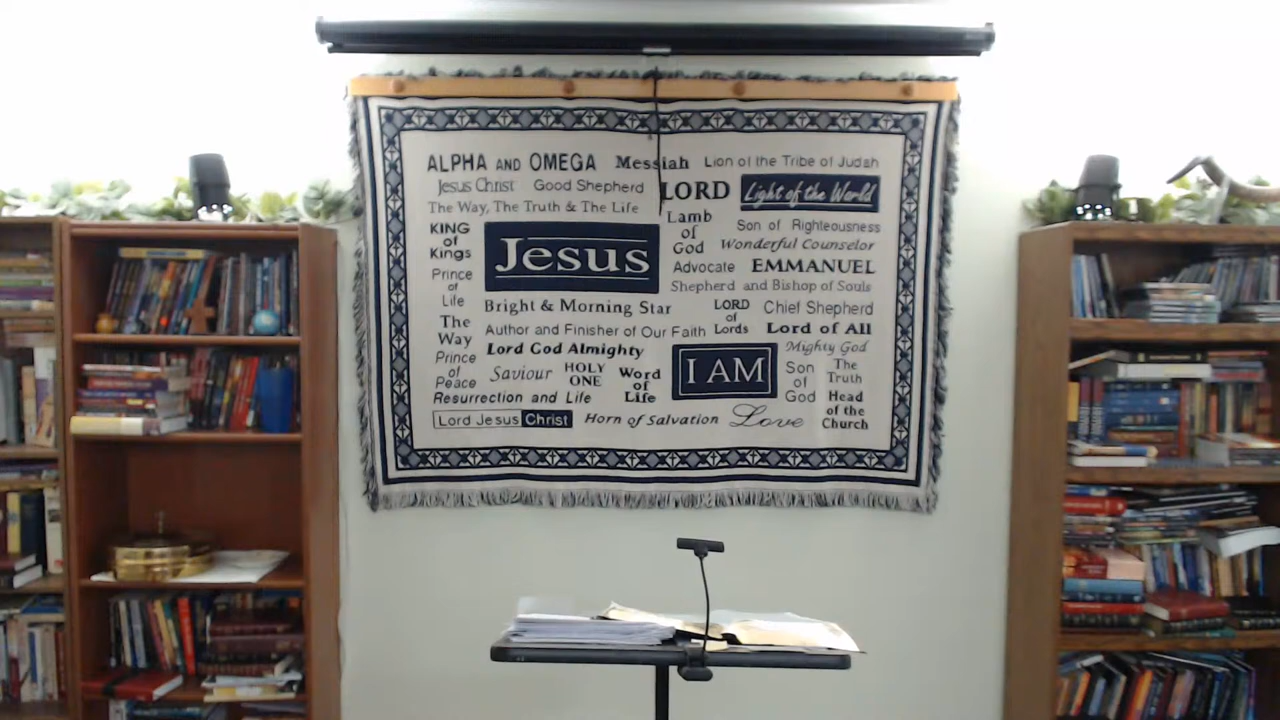 ALPHA AND OMEGA Messiah Lion of the Tribe of Judah
Jesus Christ Good Shepherd LORD Light of the World
The Way, The Truth & The Life
KING of Kings
Jesus
Lamb of God
Son of Righteousness
Wonderful Counselor
Prince of Life
Advocate EMMANUEL
Shepherd and Bishop of Souls
Bright & Morning Star
LORD of Lords
Chief Shepherd
The Way
Author and Finisher of Our Faith
Lord of All
Lord God Almighty
I AM
Mighty God
Prince of Peace
Saviour
HOLY ONE
Word of Life
Son of God
The Truth
Resurrection and Life
Head of the Church
Lord Jesus Christ
Horn of Salvation
Love